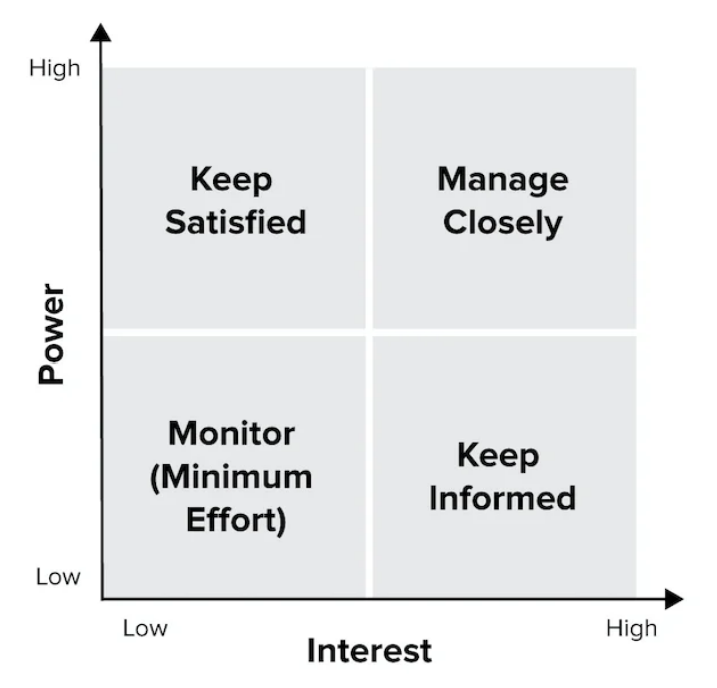 High
Keep
Satisfied
Manage
Closely
Power
Monitor
(Minimum
Effort)
Keep
Informed
Low
Low
High
Interest